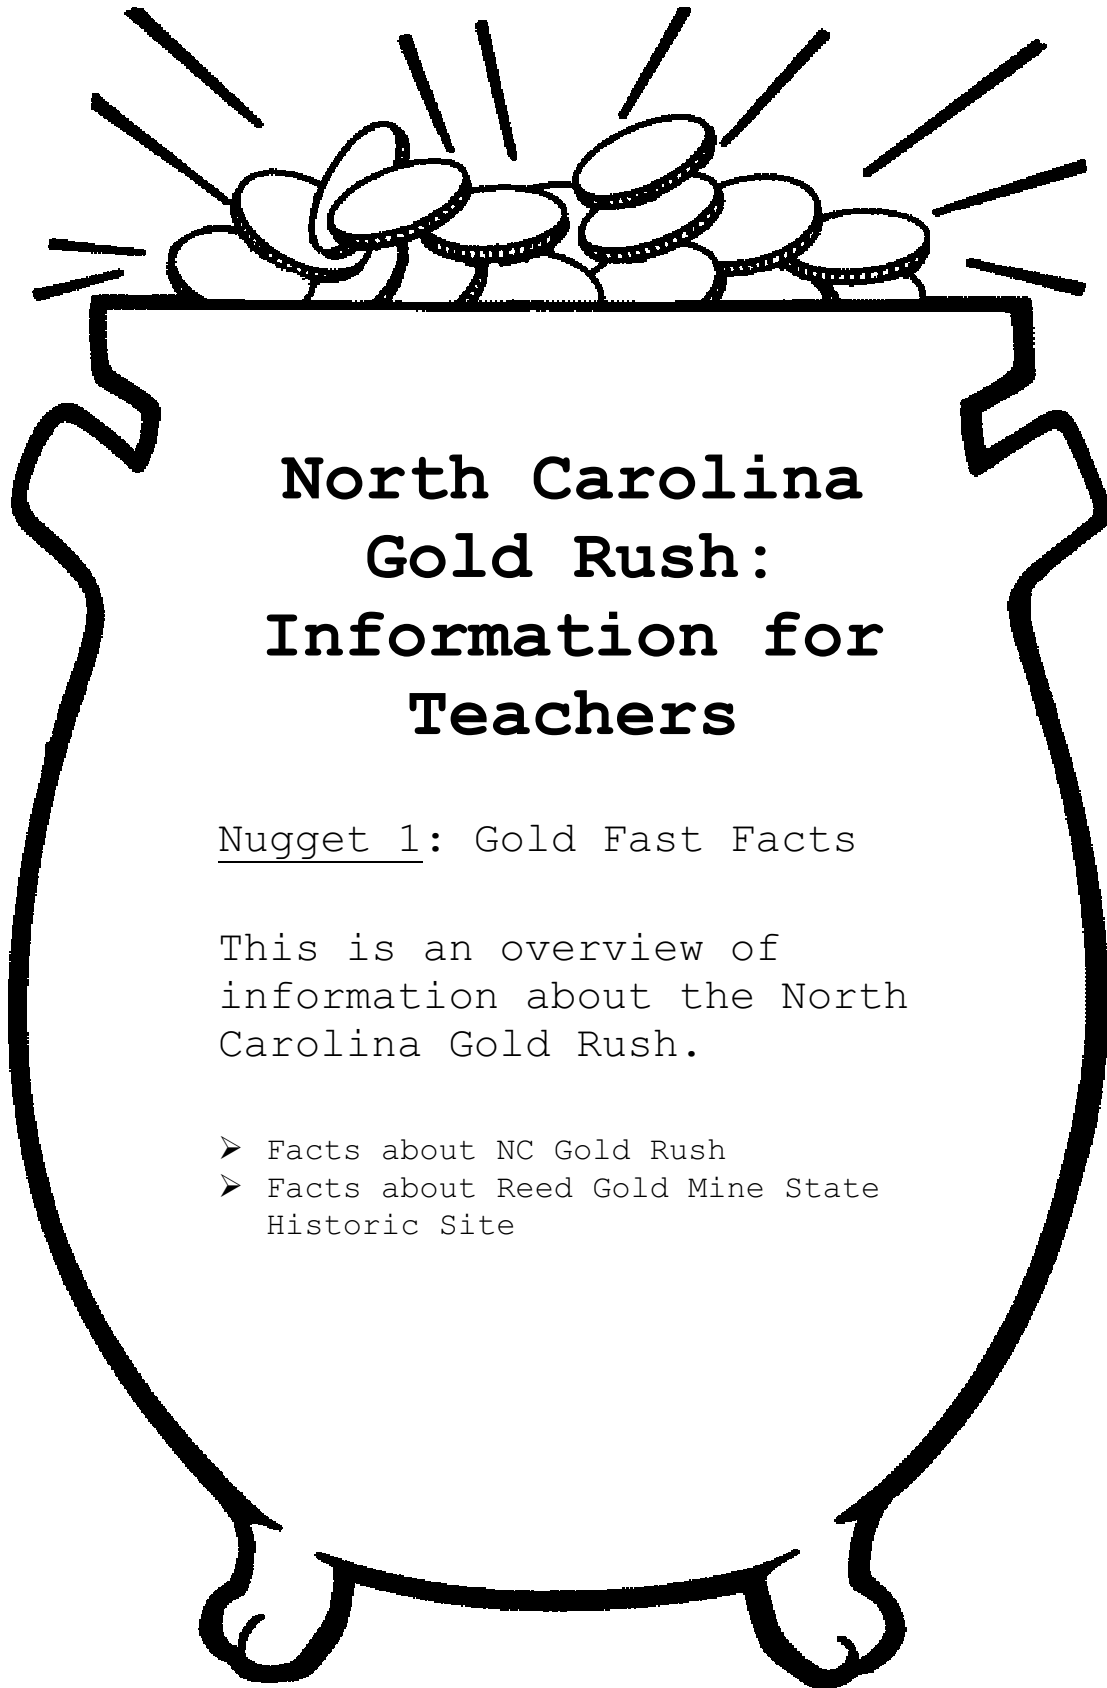 North Carolina
Gold Rush:
Information for
Teachers
Nugget 1: Gold Fast Facts
This is an overview of
information about the North
Carolina Gold Rush.
➢ Facts about NC Gold Rush
➢ Facts about Reed Gold Mine State
Historic Site